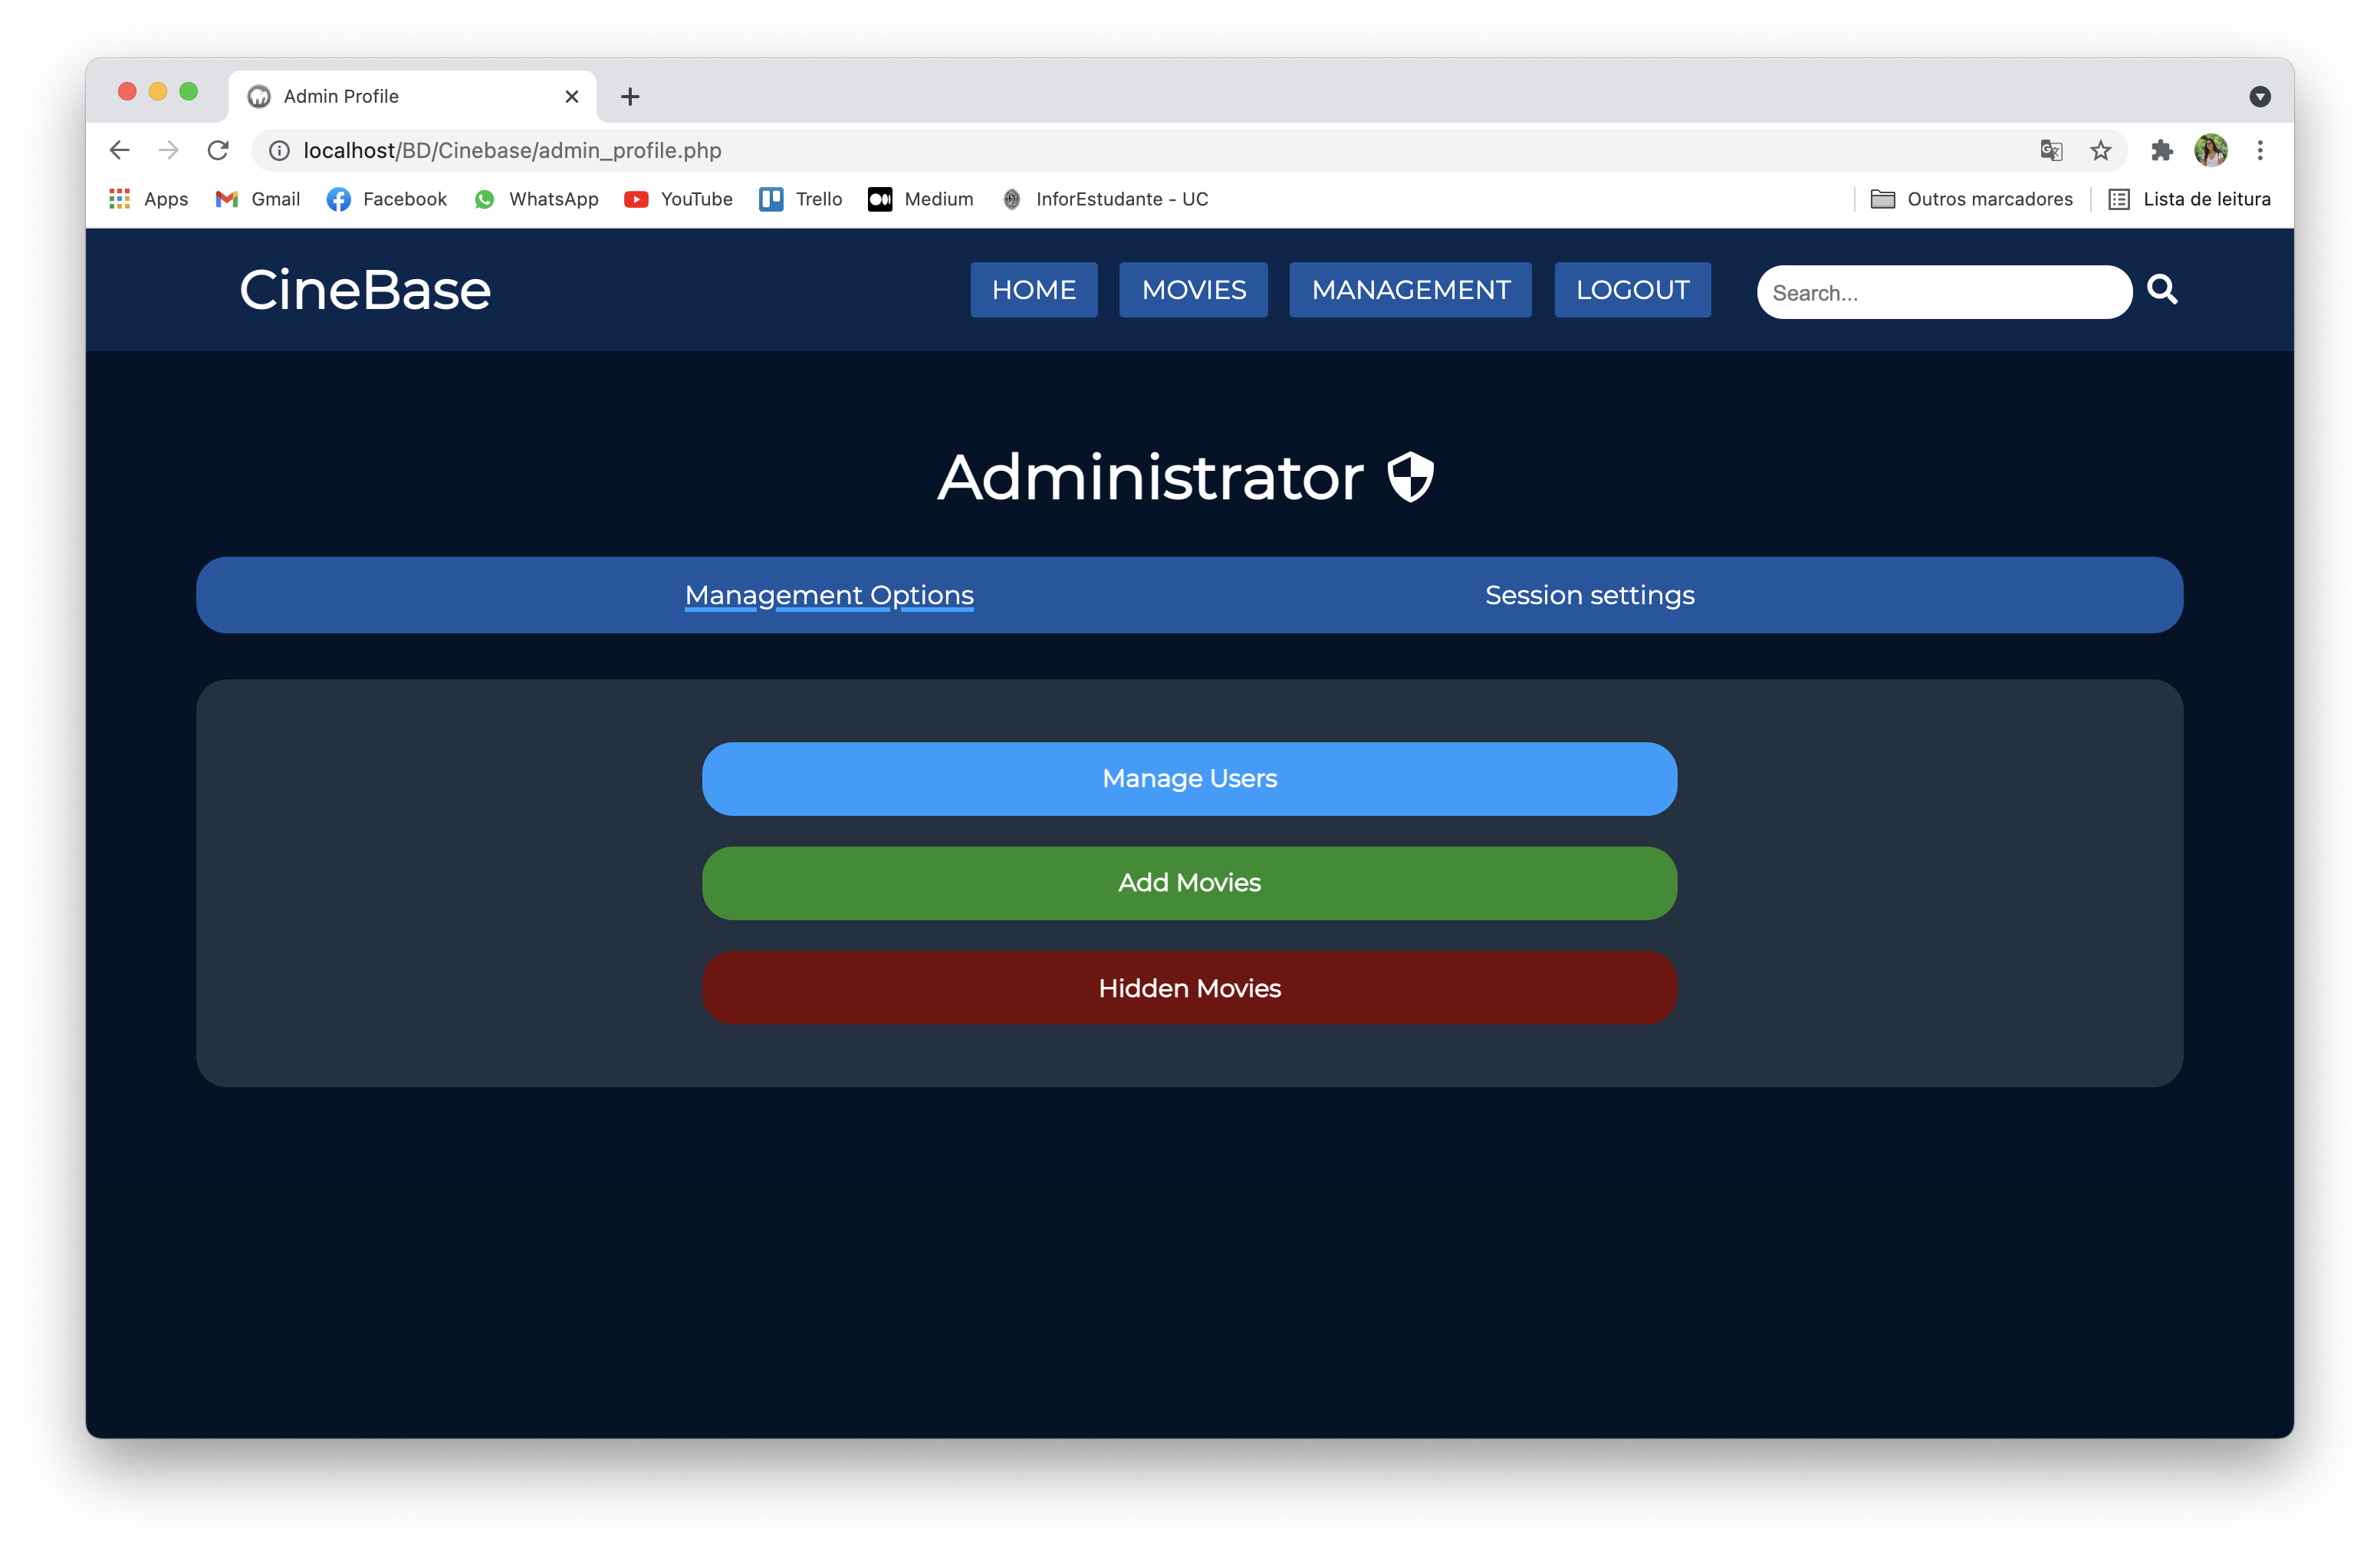 Admin Profile
localhost/BD/Cinebase/admin_profile.php
Apps Gmail Facebook WhatsApp YouTube Trello Medium InforEstudante - UC Outros marcadores Lista de leitura
CineBase HOME MOVIES MANAGEMENT LOGOUT Search...
Administrator
Management Options Session settings
Manage Users
Add Movies
Hidden Movies